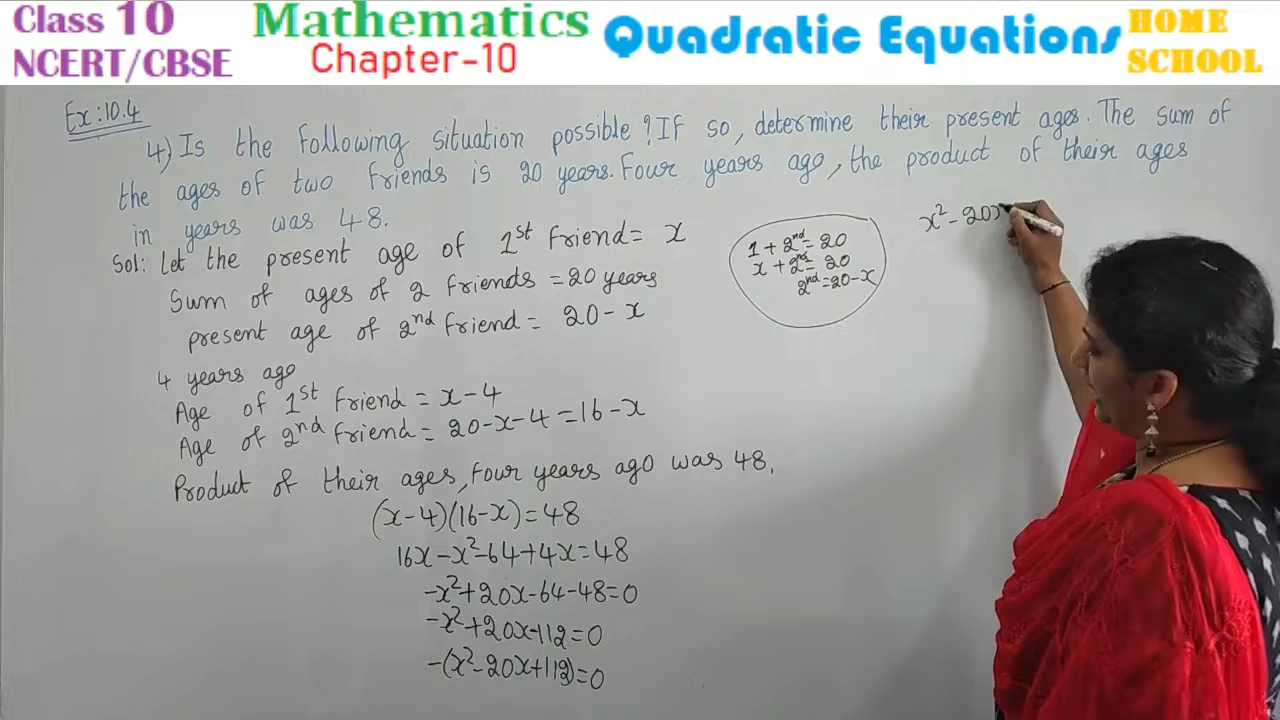 Class 10
NCERT/CBSE
Mathematics
Chapter-10
Quadratic Equations
HOME
SCHOOL
Ex:10.4
4) Is the following situation possible? If so, determine their present ages. The sum of
the ages of two friends is 20 years. Four years ago, the product of their ages
in years was 48.
Sol: Let the present age of 1st friend = x
Sum of ages of 2 friends = 20 years
present age of 2nd friend = 20 - x
4 years ago
Age of 1st friend = x - 4
Age of 2nd friend = 20 - x - 4 = 16 - x
Product of their ages, four years ago was 48.
(x-4)(16-x) = 48
16x - x² - 64 + 4x = 48
-x² + 20x - 64 - 48 = 0
-x² + 20x - 112 = 0
-(x² - 20x + 112) = 0
1 + 2nd = 20
x + 2nd = 20
2nd = 20 - x
x² - 20x